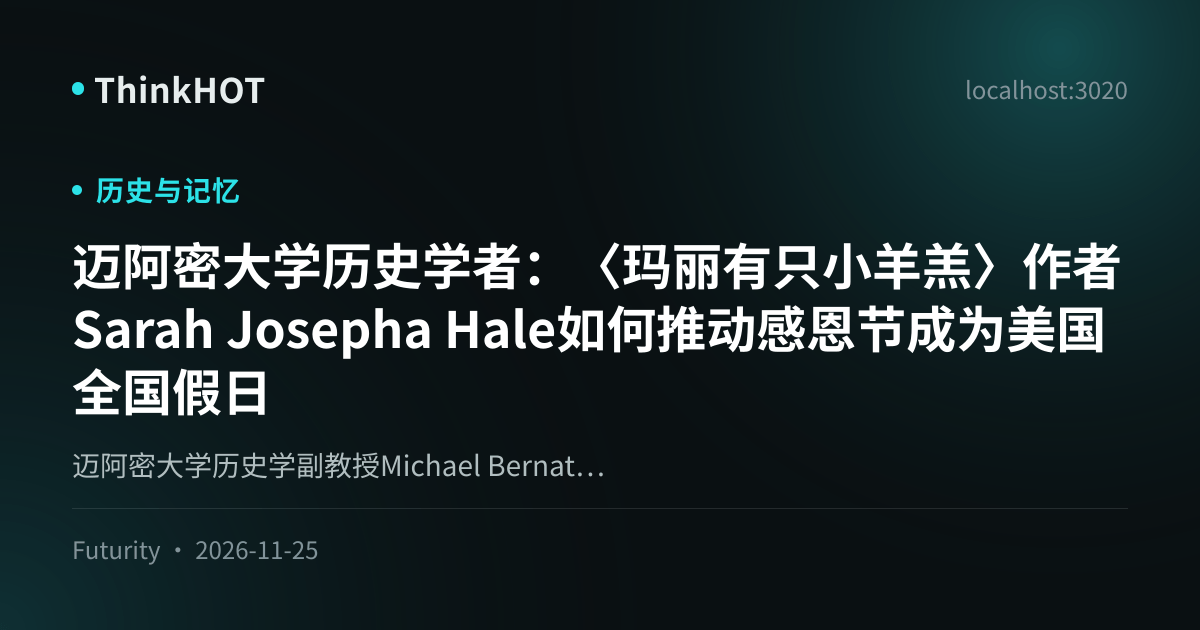 ThinkHOT
localhost:3020
历史与记忆
迈阿密大学历史学者：〈玛丽有只小羊羔〉作者
Sarah Josepha Hale如何推动感恩节成为美国
全国假日
迈阿密大学历史学副教授Michael Bernat…
Futurity · 2026-11-25